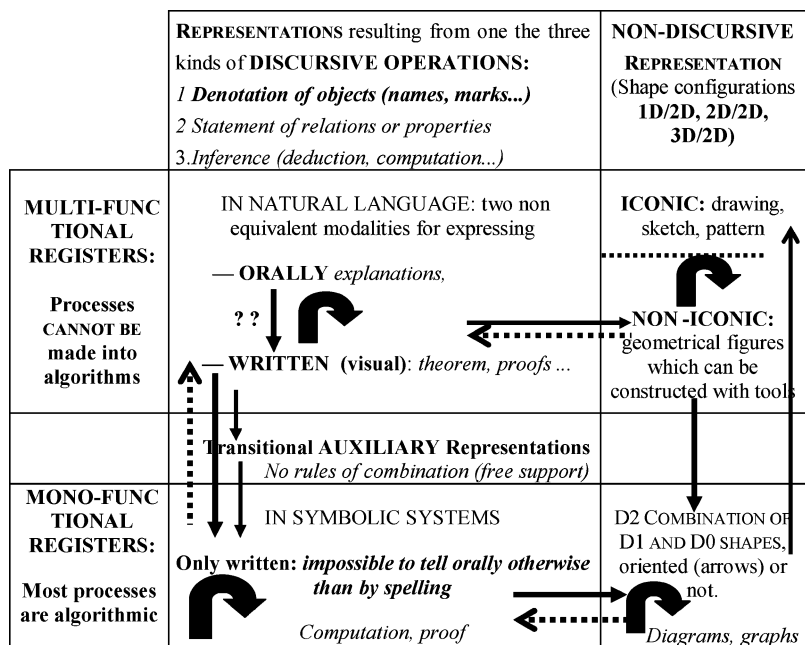 REPRESENTATIONS resulting from one the three
kinds of DISCURSIVE OPERATIONS:
1 Denotation of objects (names, marks...)
2 Statement of relations or properties
3.Inference (deduction, computation...)
NON-DISCURSIVE
REPRESENTATION
(Shape configurations
1D/2D, 2D/2D,
3D/2D)
MULTI-FUNC
TIONAL
REGISTERS:
Processes
CANNOT BE
made into
algorithms
IN NATURAL LANGUAGE: two non
equivalent modalities for expressing
— ORALLY explanations,
? ?
— WRITTEN (visual): theorem, proofs ...
ICONIC: drawing,
sketch, pattern
NON -ICONIC:
geometrical figures
which can be
constructed with tools
Transitional AUXILIARY Representations
No rules of combination (free support)
MONO-FUNC
TIONAL
REGISTERS:
Most processes
are algorithmic
IN SYMBOLIC SYSTEMS
Only written: impossible to tell orally otherwise
than by spelling
Computation, proof
D2 COMBINATION OF
D1 AND D0 SHAPES,
oriented (arrows) or
not.
Diagrams, graphs